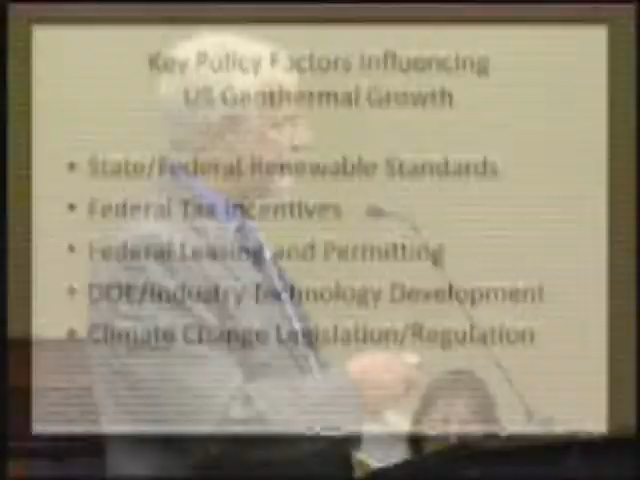 Key Policy Factors Influencing
US Geothermal Growth
• State/Federal Renewable Standards
• Federal Tax Incentives
• Federal Leasing and Permitting
• DOE/Industry Technology Development
• Climate Change Legislation/Regulation